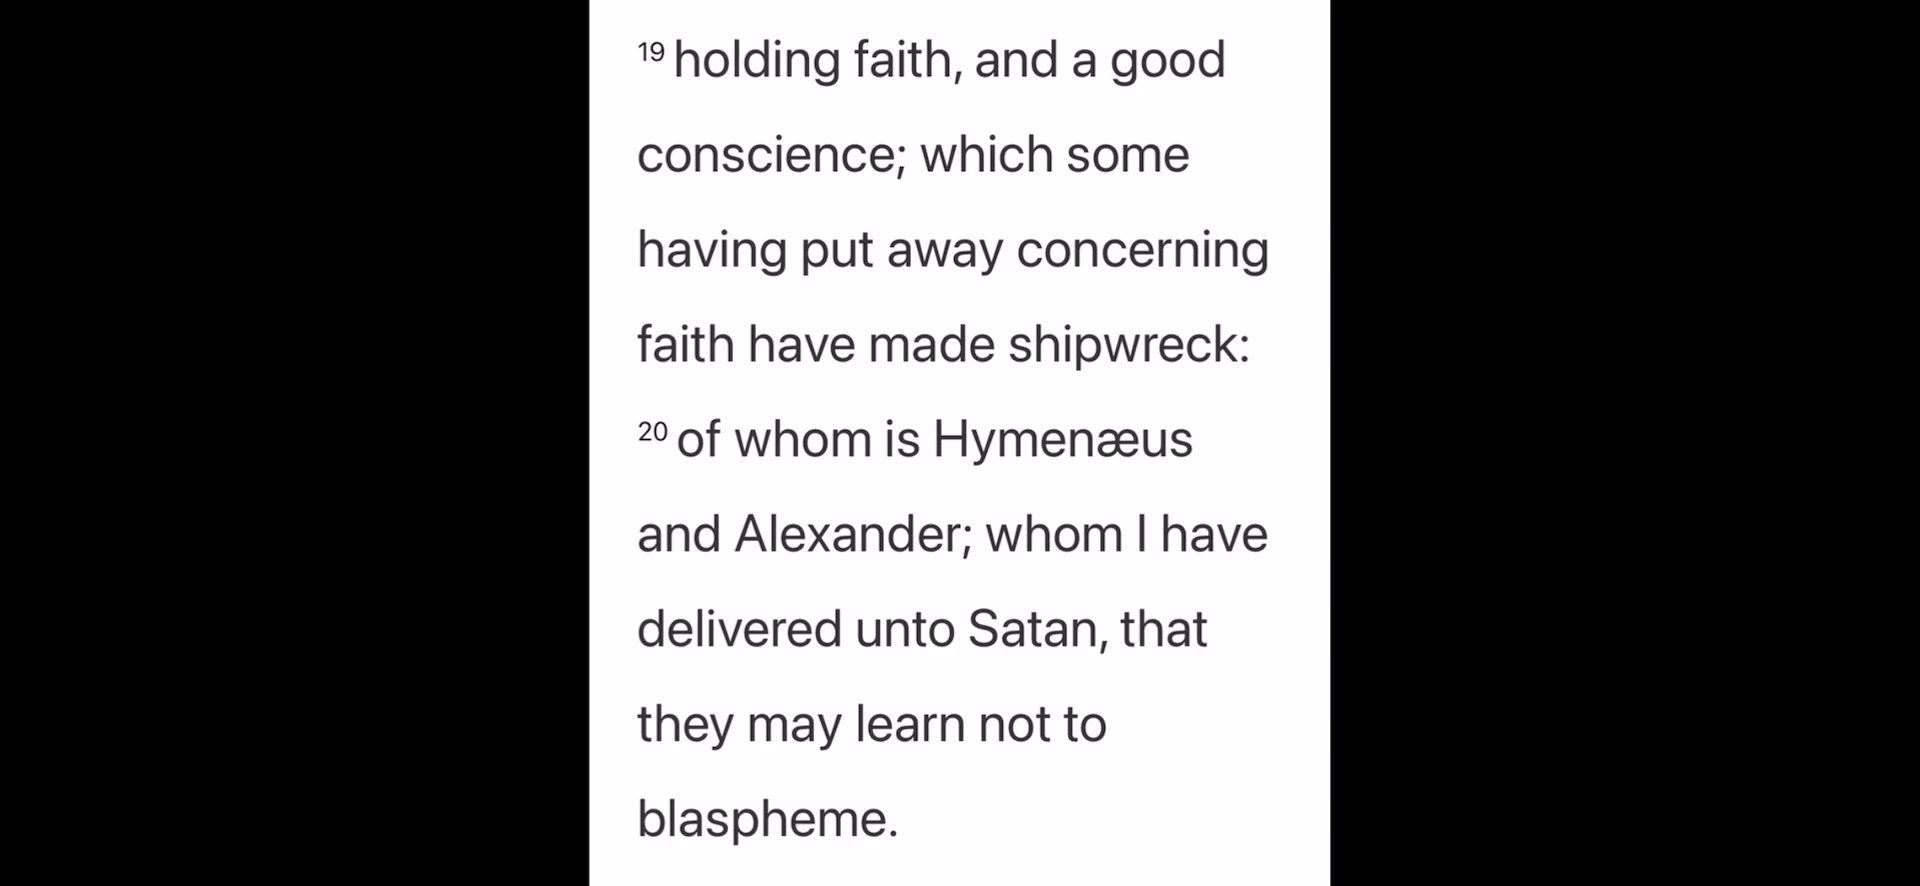 19 holding faith, and a good
conscience; which some
having put away concerning
faith have made shipwreck:
20 of whom is Hymenæus
and Alexander; whom I have
delivered unto Satan, that
they may learn not to
blaspheme.